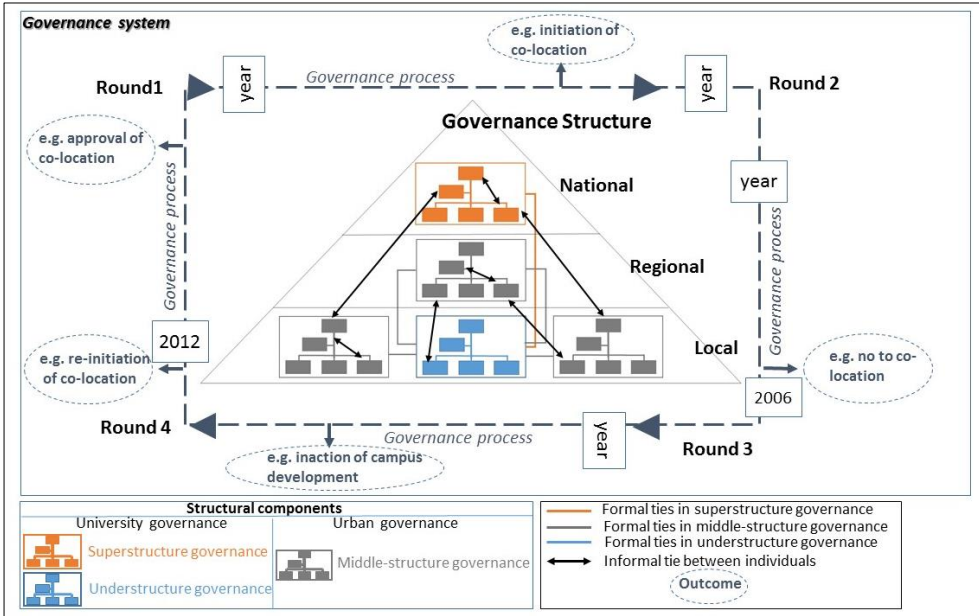 Governance system
e.g. initiation of
co-location
Round1
year
Governance process
year
Round 2
e.g. approval of
co-location
Governance Structure
National
year
Governance process
Governance process
Regional
2012
Local
e.g. re-initiation
of co-location
e.g. no to co-
location
2006
Round 4
Governance process
year
Round 3
e.g. inaction of campus
development
Structural components
University governance
Urban governance
Superstructure governance
Middle-structure governance
Understructure governance
Formal ties in superstructure governance
Formal ties in middle-structure governance
Formal ties in understructure governance
Informal tie between individuals
Outcome